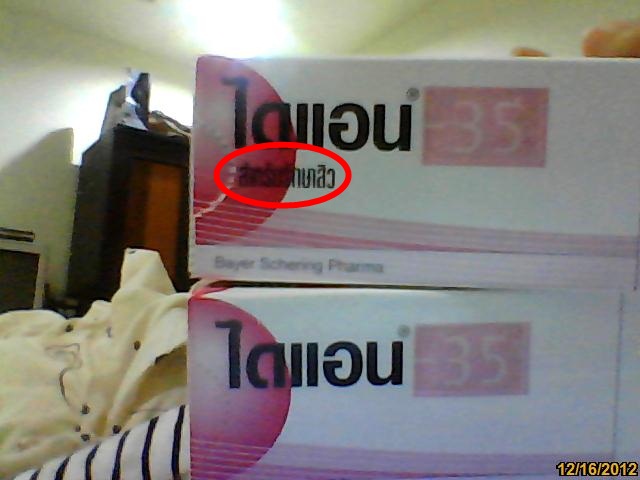 ไดแอน® -35
สำหรับรักษาสิว
Bayer Schering Pharma
ไดแอน® -35
12/16/2012